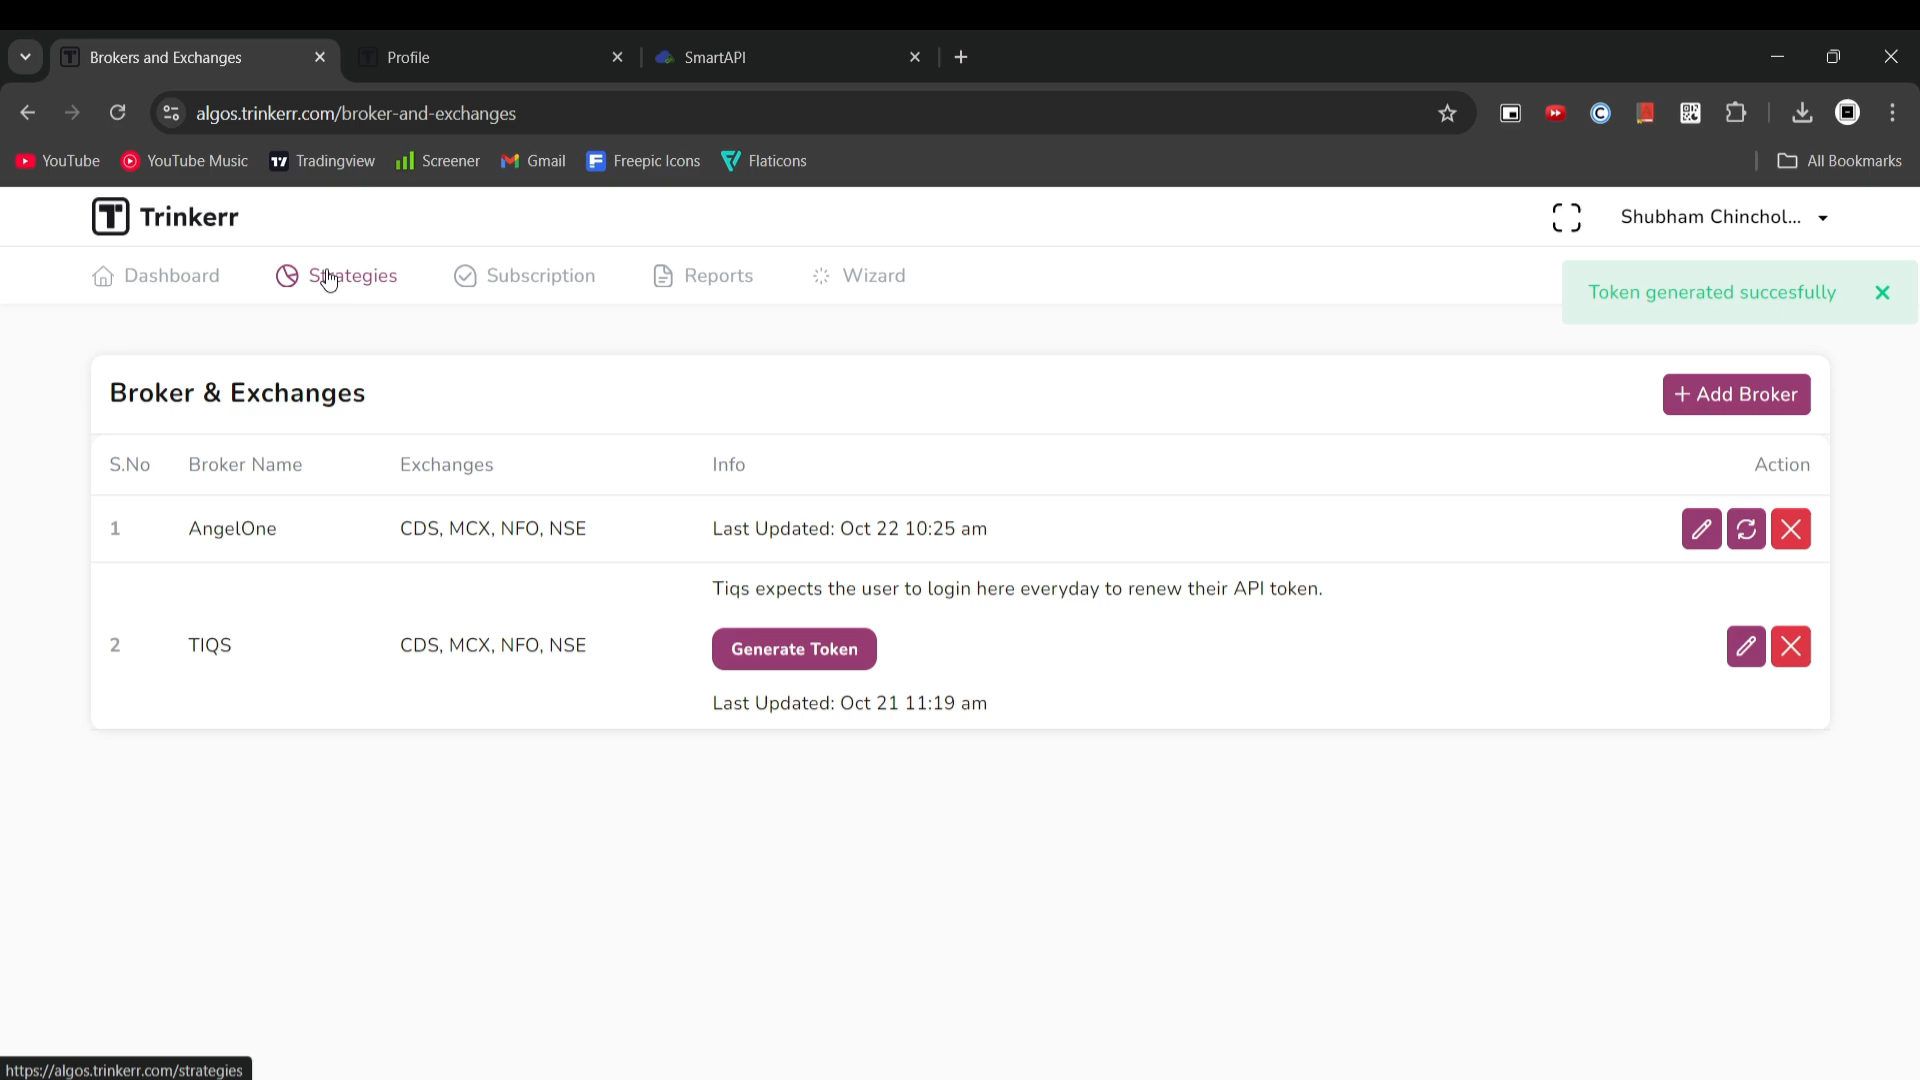 Brokers and Exchanges
Profile
SmartAPI
algos.trinkerr.com/broker-and-exchanges
YouTube
YouTube Music
Tradingview
Screener
Gmail
Freepic Icons
Flaticons
All Bookmarks
Trinkerr
Shubham Chinchol...
Dashboard
Strategies
Subscription
Reports
Wizard
Token generated succesfully
Broker & Exchanges
+ Add Broker
S.No Broker Name Exchanges Info Action
1 AngelOne CDS, MCX, NFO, NSE Last Updated: Oct 22 10:25 am
Tiqs expects the user to login here everyday to renew their API token.
2 TIQS CDS, MCX, NFO, NSE Generate Token
Last Updated: Oct 21 11:19 am
https://algos.trinkerr.com/strategies